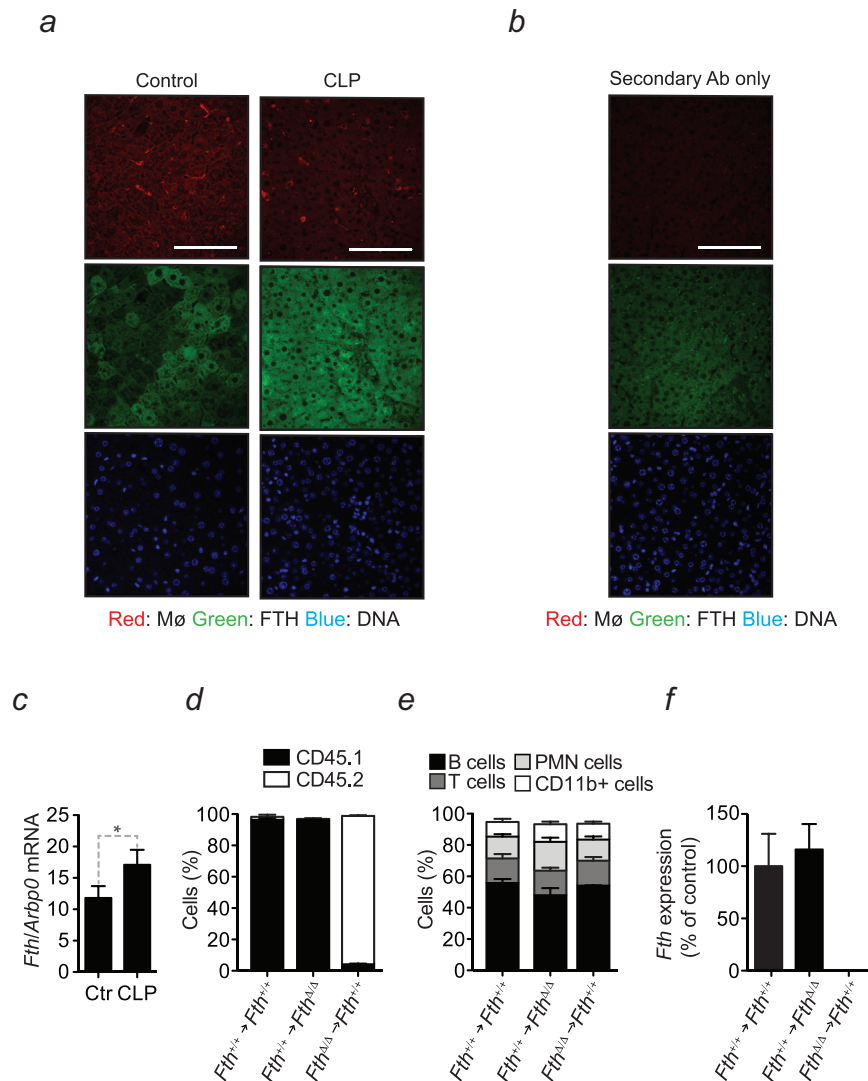 a
b
Control
CLP
Secondary Ab only
Red: Mø Green: FTH Blue: DNA
Red: Mø Green: FTH Blue: DNA
c
d
e
f
Fth/Arbp0 mRNA
25
20
15
10
5
0
*
Ctr CLP
CD45.1
CD45.2
Cells (%)
100
80
60
40
20
0
Fth+/+ → Fth+/+
Fth+/+ → FthΔ/Δ
FthΔ/Δ → Fth+/+
B cells
T cells
PMN cells
CD11b+ cells
Cells (%)
100
80
60
40
20
0
Fth+/+ → Fth+/+
Fth+/+ → FthΔ/Δ
FthΔ/Δ → Fth+/+
Fth expression
(% of control)
150
100
50
0
Fth+/+ → Fth+/+
Fth+/+ → FthΔ/Δ
FthΔ/Δ → Fth+/+